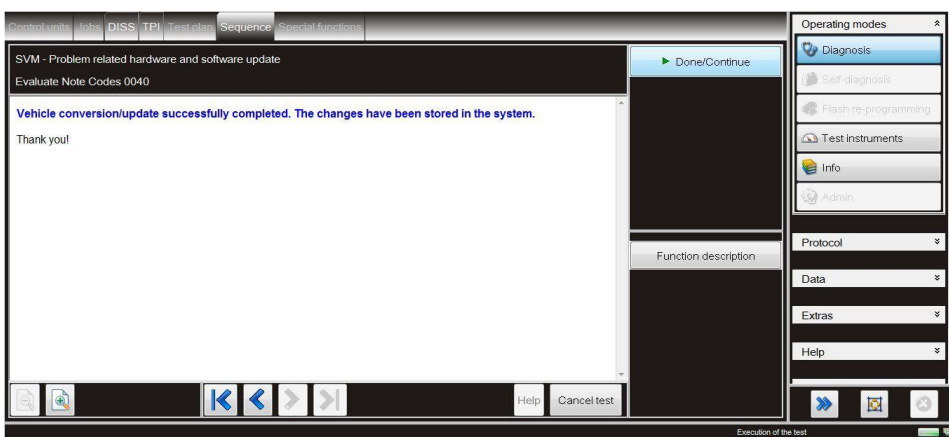 Control units Jobs DISS TPI Test plan Sequence Special functions
SVM - Problem related hardware and software update
Evaluate Note Codes 0040
Vehicle conversion/update successfully completed. The changes have been stored in the system.
Thank you!
Done/Continue
Function description
Help
Cancel test
Operating modes
Diagnosis
Self-diagnosis
Flash re-programming
Test instruments
Info
Admin
Protocol
Data
Extras
Help
Execution of the test